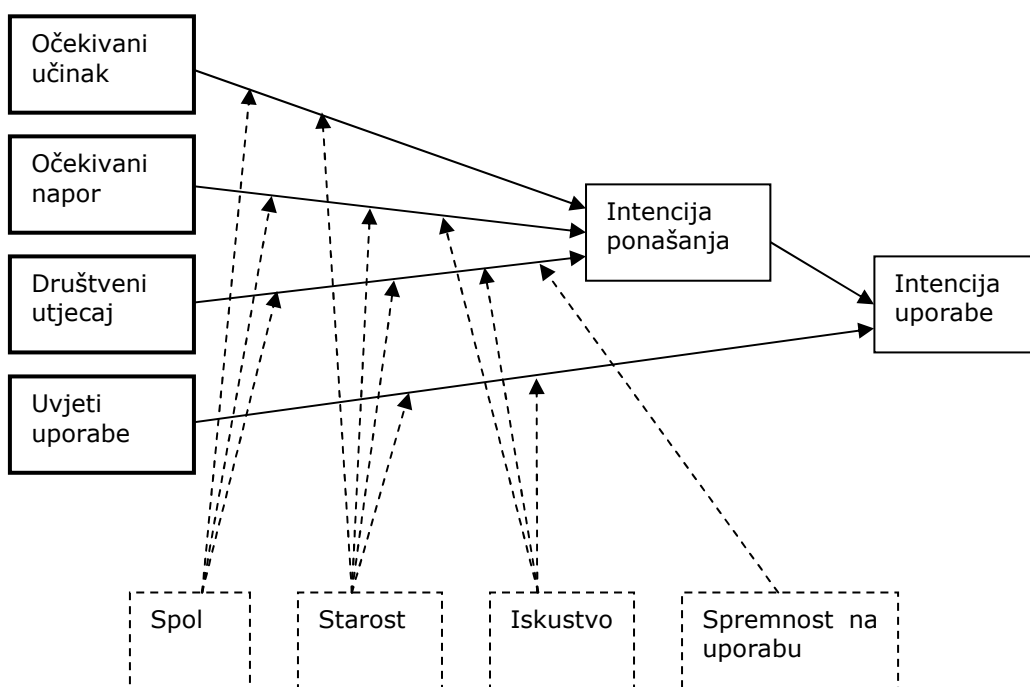 Očekivani
učinak
Očekivani
napor
Društveni
utjecaj
Uvjeti
uporabe
Intencija
ponašanja
Intencija
uporabe
Spol
Starost
Iskustvo
Spremnost na
uporabu